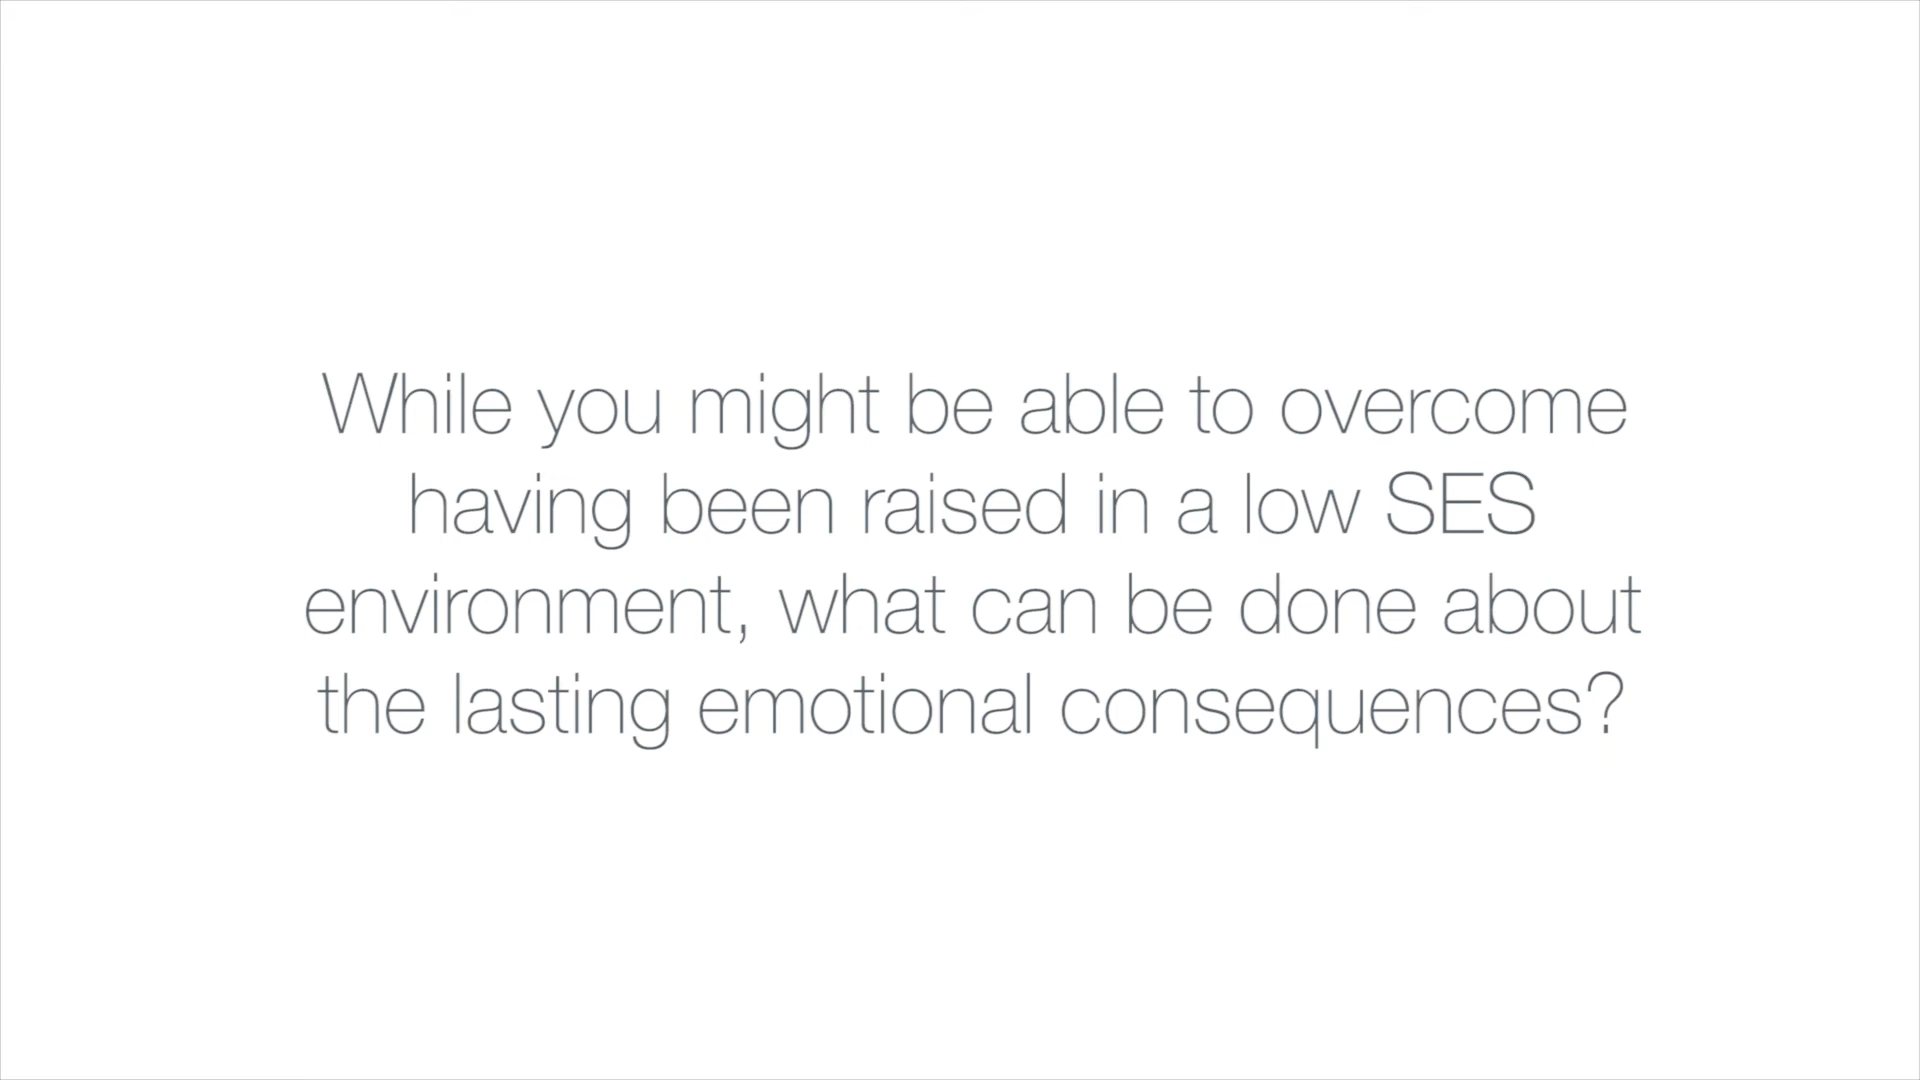 While you might be able to overcome
having been raised in a low SES
environment, what can be done about
the lasting emotional consequences?